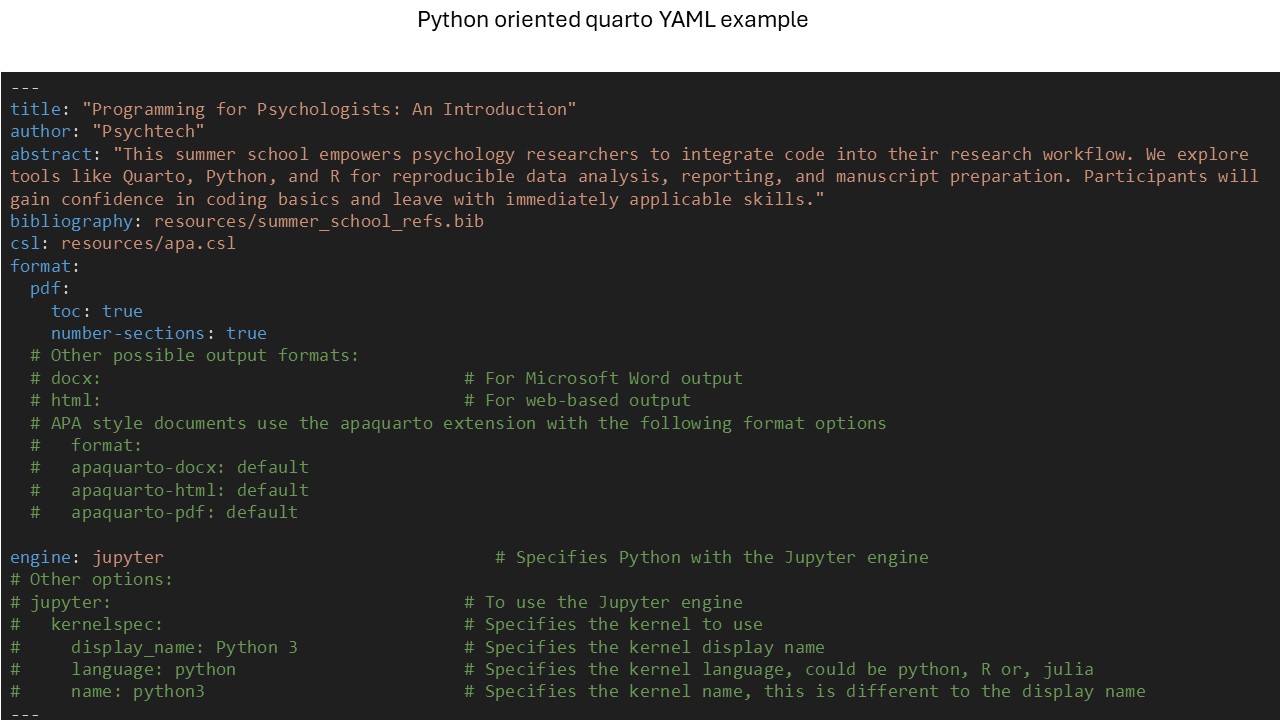 Python oriented quarto YAML example
---
title: "Programming for Psychologists: An Introduction"
author: "Psychtech"
abstract: "This summer school empowers psychology researchers to integrate code into their research workflow. We explore
tools like Quarto, Python, and R for reproducible data analysis, reporting, and manuscript preparation. Participants will
gain confidence in coding basics and leave with immediately applicable skills."
bibliography: resources/summer_school_refs.bib
csl: resources/apa.csl
format:
  pdf:
    toc: true
    number-sections: true
  # Other possible output formats:
  # docx:                                   # For Microsoft Word output
  # html:                                   # For web-based output
  # APA style documents use the apaquarto extension with the following format options
  #   format:
  #   apaquarto-docx: default
  #   apaquarto-html: default
  #   apaquarto-pdf: default
engine: jupyter                                # Specifies Python with the Jupyter engine
# Other options:
# jupyter:                                  # To use the Jupyter engine
#   kernelspec:                             # Specifies the kernel to use
#     display_name: Python 3                # Specifies the kernel display name
#     language: python                      # Specifies the kernel language, could be python, R or, julia
#     name: python3                         # Specifies the kernel name, this is different to the display name
---